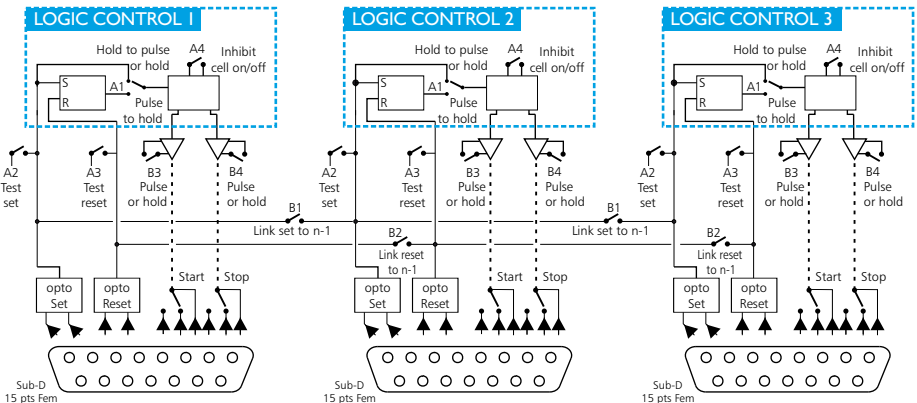 LOGIC CONTROL 1
Hold to pulse
or hold
A4
Inhibit
cell on/off
S
R
A1
Pulse
to hold
A2
Test
set
A3
Test
reset
B3
Pulse
or hold
B4
Pulse
or hold
B1
Link set to n-1
opto
Set
opto
Reset
Start
Stop
Sub-D
15 pts Fem
LOGIC CONTROL 2
Hold to pulse
or hold
A4
Inhibit
cell on/off
S
R
A1
Pulse
to hold
A2
Test
set
A3
Test
reset
B3
Pulse
or hold
B4
Pulse
or hold
B1
Link set to n-1
B2
Link reset
to n-1
opto
Set
opto
Reset
Start
Stop
Sub-D
15 pts Fem
LOGIC CONTROL 3
Hold to pulse
or hold
A4
Inhibit
cell on/off
S
R
A1
Pulse
to hold
A2
Test
set
A3
Test
reset
B3
Pulse
or hold
B4
Pulse
or hold
B2
Link reset
to n-1
opto
Set
opto
Reset
Start
Stop
Sub-D
15 pts Fem